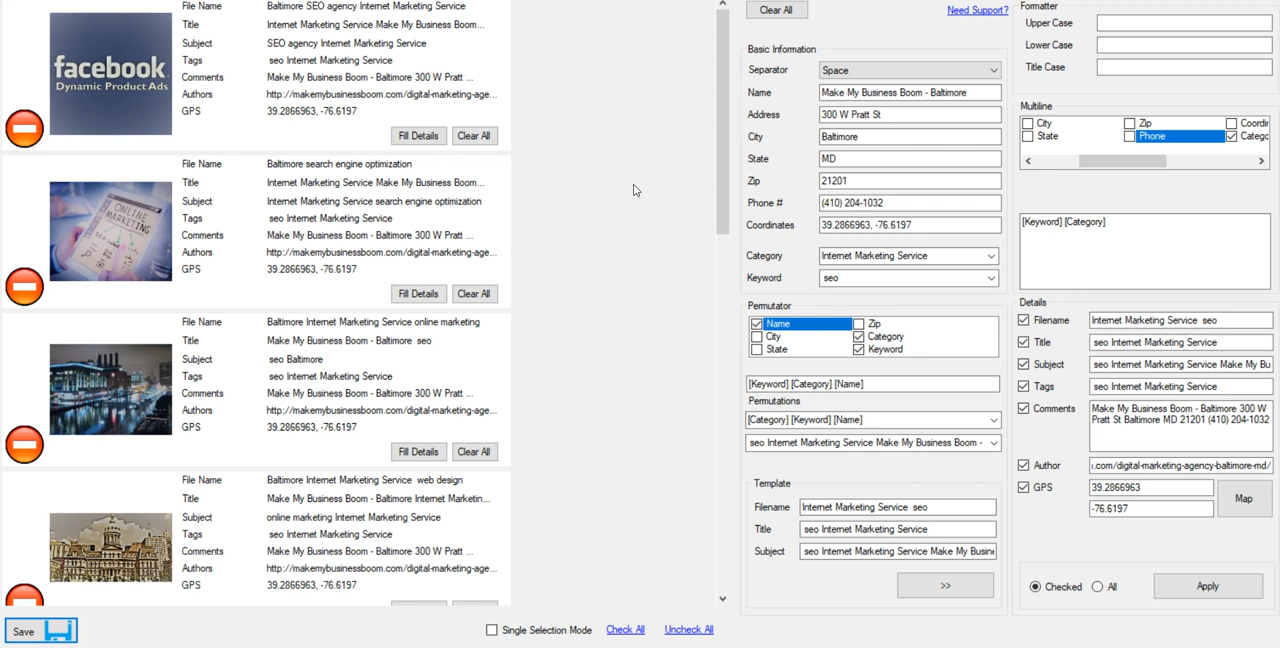 File Name Baltimore SEO agency Internet Marketing Service
Title Internet Marketing Service Make My Business Boom...
Subject SEO agency Internet Marketing Service
Tags seo Internet Marketing Service
Comments Make My Business Boom - Baltimore 300 W Pratt ...
Authors http://makemybusinessboom.com/digital-marketing-age...
GPS 39.2866963, -76.6197
facebook
Dynamic Product Ads
Fill Details Clear All
File Name Baltimore search engine optimization
Title Internet Marketing Service Make My Business Boom...
Subject Internet Marketing Service search engine optimization
Tags seo Internet Marketing Service
Comments Make My Business Boom - Baltimore 300 W Pratt ...
Authors http://makemybusinessboom.com/digital-marketing-age...
GPS 39.2866963, -76.6197
ONLINE
MARKETING
Fill Details Clear All
File Name Baltimore Internet Marketing Service online marketing
Title Make My Business Boom - Baltimore seo
Subject seo Baltimore
Tags seo Internet Marketing Service
Comments Make My Business Boom - Baltimore 300 W Pratt ...
Authors http://makemybusinessboom.com/digital-marketing-age...
GPS 39.2866963, -76.6197
Fill Details Clear All
File Name Baltimore Internet Marketing Service web design
Title Make My Business Boom - Baltimore Internet Marketin...
Subject online marketing Internet Marketing Service
Tags seo Internet Marketing Service
Comments Make My Business Boom - Baltimore 300 W Pratt ...
Authors http://makemybusinessboom.com/digital-marketing-age...
GPS 39.2866963, -76.6197
Save
Single Selection Mode Check All Uncheck All
Clear All Need Support?
Basic Information
Separator Space
Name Make My Business Boom - Baltimore
Address 300 W Pratt St
City Baltimore
State MD
Zip 21201
Phone # (410) 204-1032
Coordinates 39.2866963, -76.6197
Category Internet Marketing Service
Keyword seo
Permutator
Name Zip
City Category
State Keyword
[Keyword] [Category] [Name]
Permutations
[Category] [Keyword] [Name]
seo Internet Marketing Service Make My Business Boom -
Template
Filename Internet Marketing Service seo
Title seo Internet Marketing Service
Subject seo Internet Marketing Service Make My Busine
>>
Formatter
Upper Case
Lower Case
Title Case
Multiline
City Zip Coordin
State Phone Catego
[Keyword] [Category]
Details
Filename Internet Marketing Service seo
Title seo Internet Marketing Service
Subject seo Internet Marketing Service Make My Bu
Tags seo Internet Marketing Service
Comments Make My Business Boom - Baltimore 300 W
Pratt St Baltimore MD 21201 (410) 204-1032
Author .com/digital-marketing-agency-baltimore-md/
GPS 39.2866963
-76.6197
Map
Checked All Apply